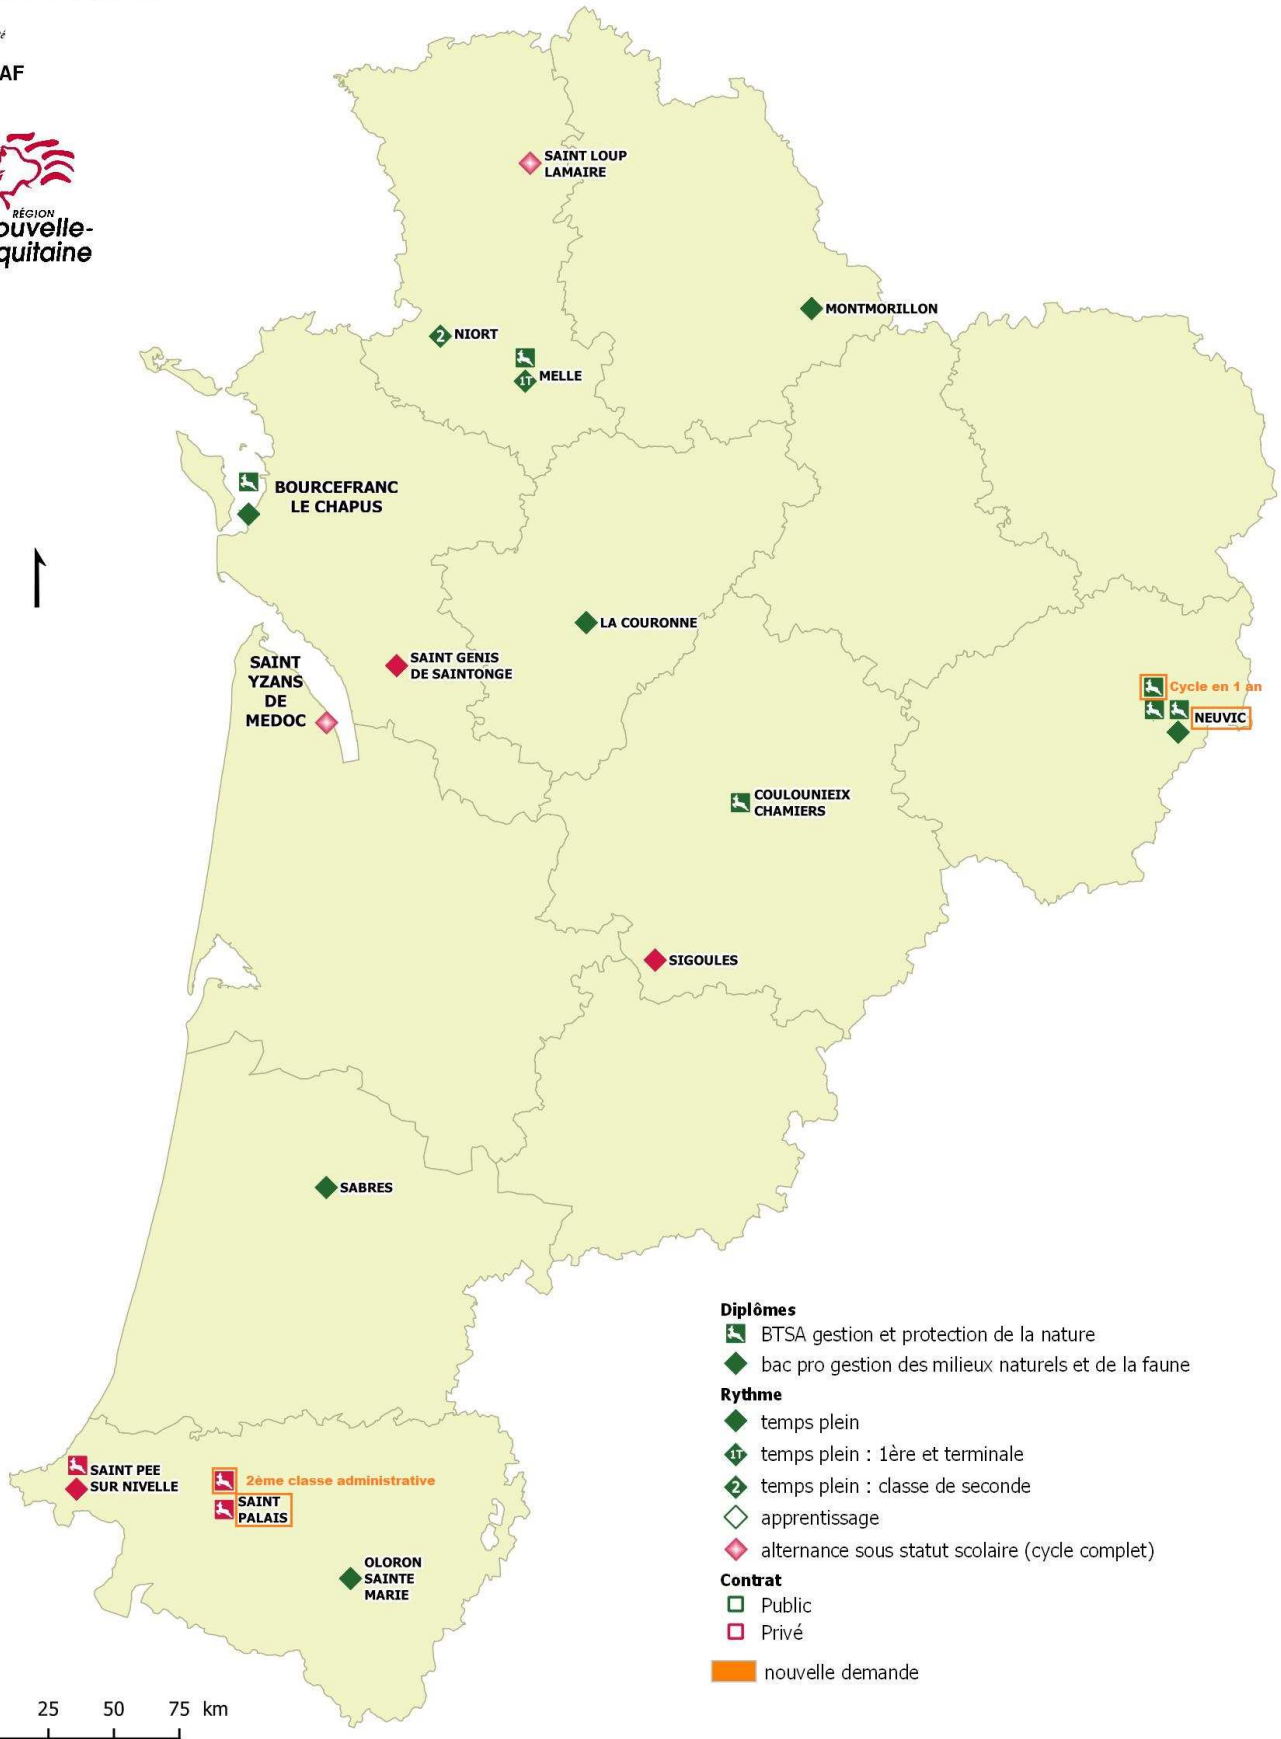 AF
RÉGION
ouvelle-
quitaine
SAINT LOUP
LAMAIRE
MONTMORILLON
2 NIORT
1T MELLE
BOURCEFRANC
LE CHAPUS
LA COURONNE
SAINT GENIS
DE SAINTONGE
SAINT
YZANS
DE
MEDOC
Cycle en 1 an
NEUVIC
COULOUNIEIX
CHAMIERS
SIGOULES
SABRES
SAINT PEE
SUR NIVELLE
2ème classe administrative
SAINT
PALAIS
OLORON
SAINTE
MARIE
Diplômes
BTSA gestion et protection de la nature
bac pro gestion des milieux naturels et de la faune
Rythme
temps plein
1T temps plein : 1ère et terminale
2 temps plein : classe de seconde
apprentissage
alternance sous statut scolaire (cycle complet)
Contrat
Public
Privé
nouvelle demande
25 50 75 km